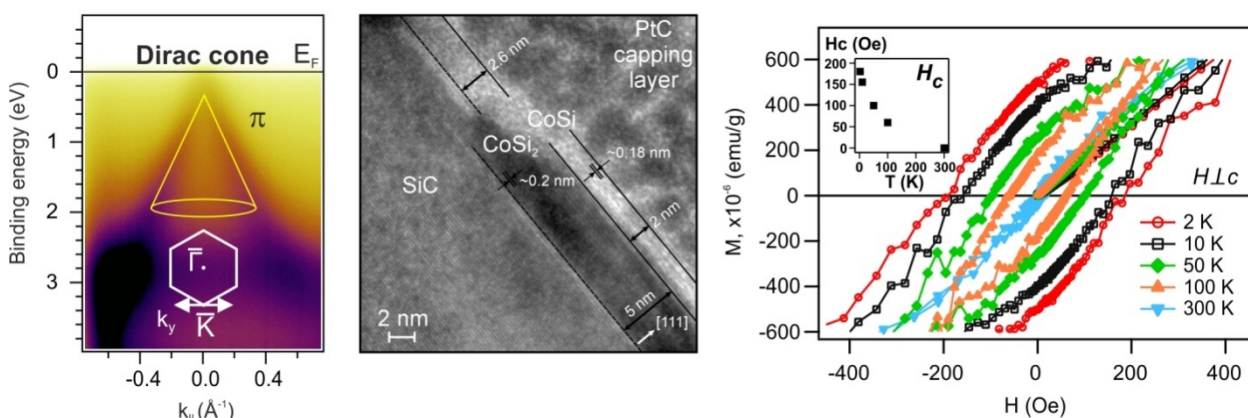 Dirac cone
E_F
0
π
1
2
3
Binding energy (eV)
Γ̅
k_y
K̅
-0.4 0.0 0.4
k_∥(Å⁻¹)
PtC
capping
layer
2.6 nm
CoSi
CoSi₂
~0.18 nm
SiC
~0.2 nm
2 nm
5 nm
[111]
2 nm
M, x10⁻⁶ (emu/g)
600
400
200
0
-200
-400
-600
Hc (Oe)
200
150
100
50
0
H_c
0 100 200 300
T (K)
H⊥c
2 K
10 K
50 K
100 K
300 K
-400 -200 0 200 400
H (Oe)